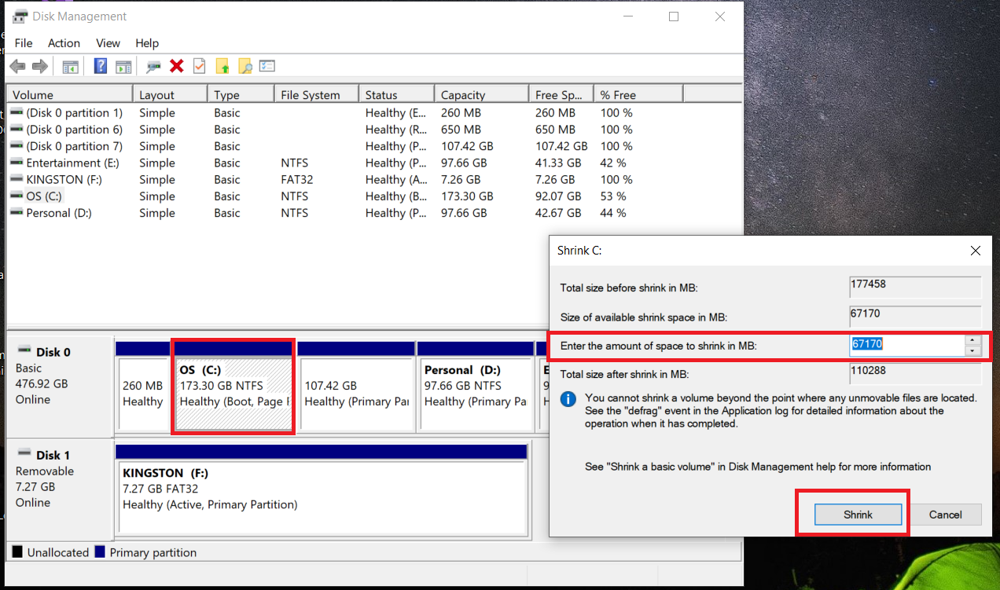 Disk Management
File Action View Help
Volume Layout Type File System Status Capacity Free Sp... % Free
(Disk 0 partition 1) Simple Basic Healthy (E... 260 MB 260 MB 100 %
(Disk 0 partition 6) Simple Basic Healthy (R... 650 MB 650 MB 100 %
(Disk 0 partition 7) Simple Basic Healthy (P... 107.42 GB 107.42 GB 100 %
Entertainment (E:) Simple Basic NTFS Healthy (P... 97.66 GB 41.33 GB 42 %
KINGSTON (F:) Simple Basic FAT32 Healthy (A... 7.26 GB 7.26 GB 100 %
OS (C:) Simple Basic NTFS Healthy (B... 173.30 GB 92.07 GB 53 %
Personal (D:) Simple Basic NTFS Healthy (P... 97.66 GB 42.67 GB 44 %
Disk 0
Basic
476.92 GB
Online
260 MB
Healthy
OS (C:)
173.30 GB NTFS
Healthy (Boot, Page F
107.42 GB
Healthy (Primary Par
Personal (D:)
97.66 GB NTFS
Healthy (Primary Pa
E
9
H
Disk 1
Removable
7.27 GB
Online
KINGSTON (F:)
7.26 GB FAT32
Healthy (Active, Primary Partition)
Unallocated Primary partition
Shrink C:
Total size before shrink in MB: 177458
Size of available shrink space in MB: 67170
Enter the amount of space to shrink in MB: 67170
Total size after shrink in MB: 110288
You cannot shrink a volume beyond the point where any unmovable files are located.
See the "defrag" event in the Application log for detailed information about the
operation when it has completed.
See "Shrink a basic volume" in Disk Management help for more information
Shrink Cancel